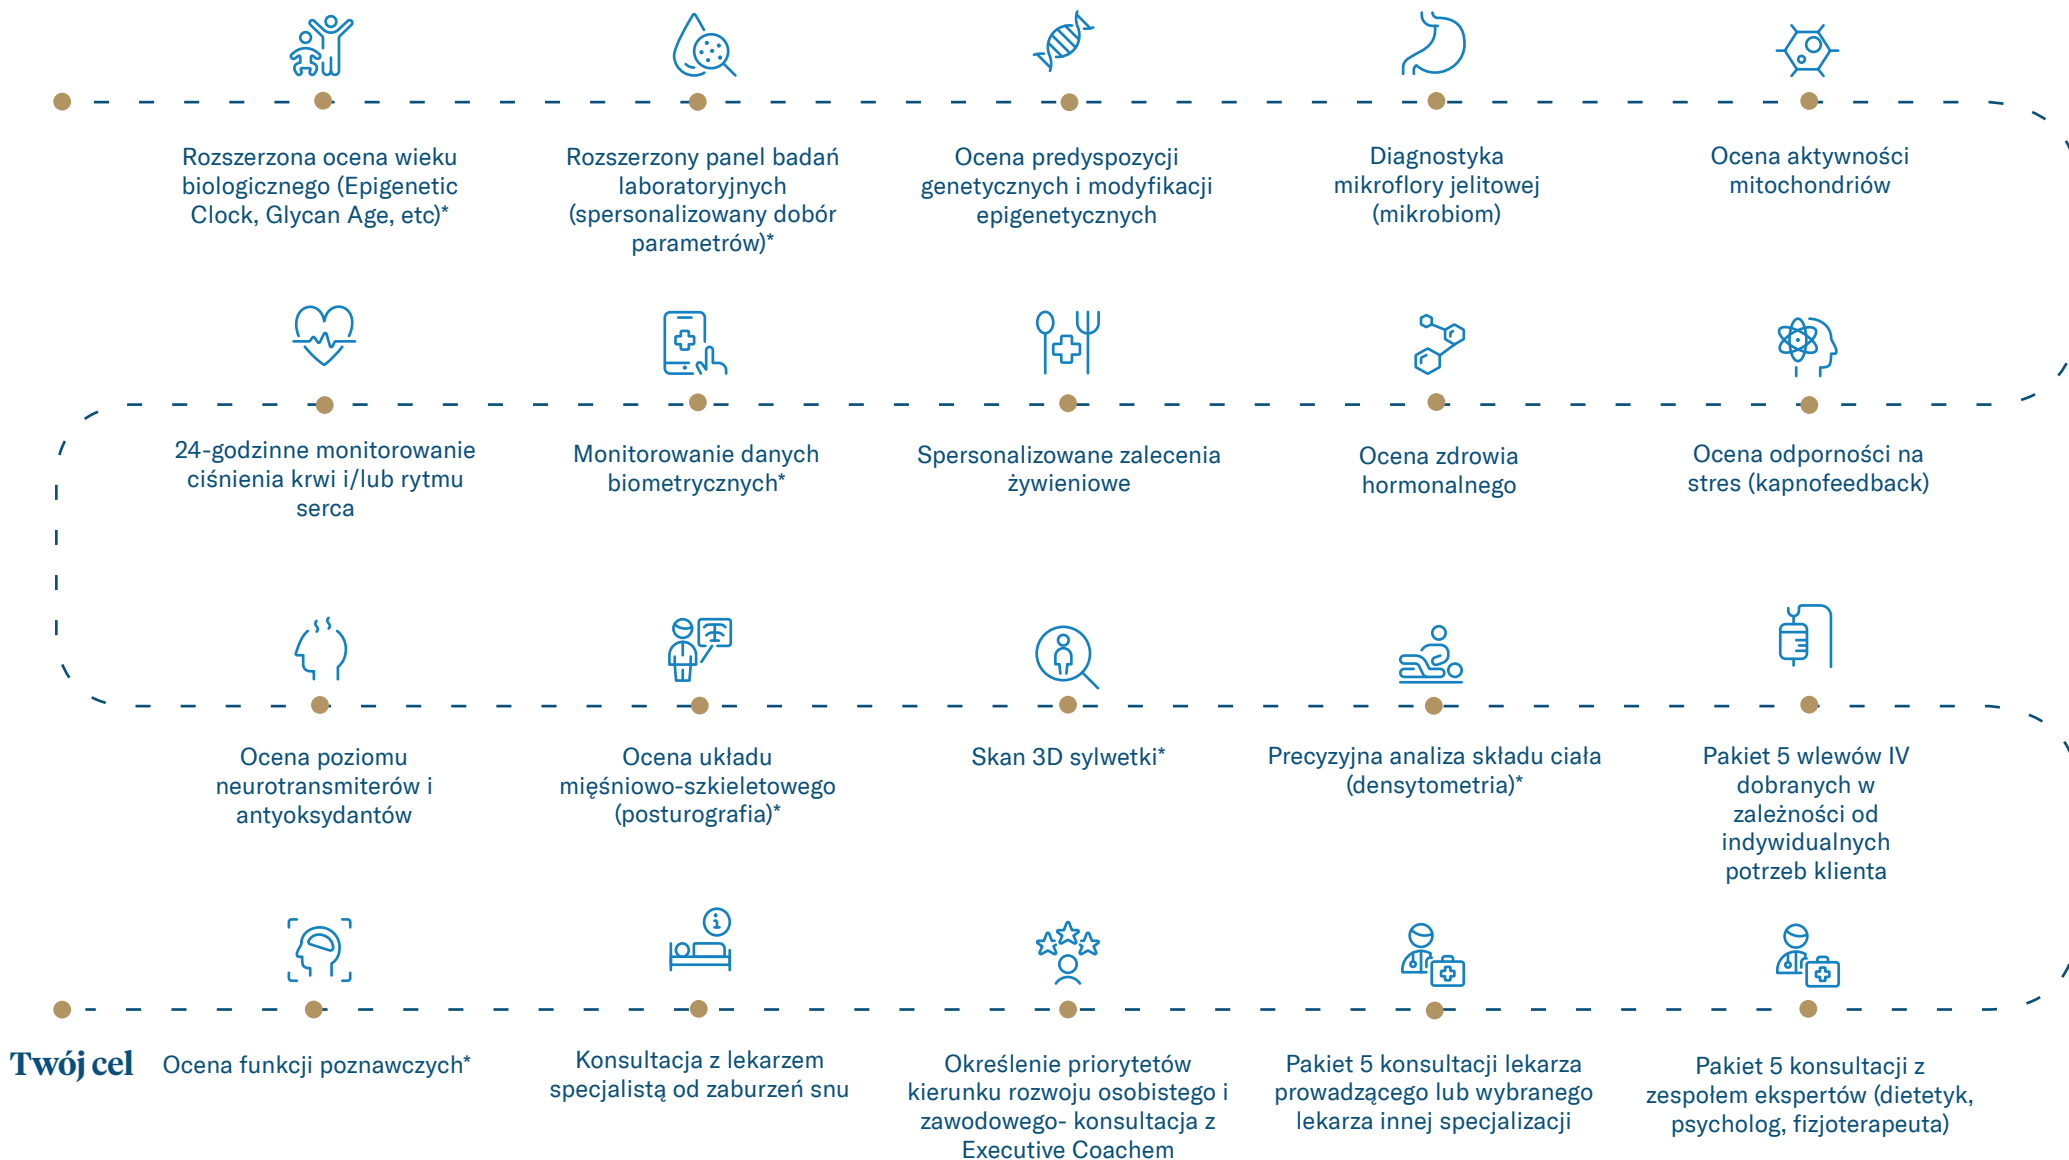 Rozszerzona ocena wieku
biologicznego (Epigenetic
Clock, Glycan Age, etc)*
Rozszerzony panel badań
laboratoryjnych
(spersonalizowany dobór
parametrów)*
Ocena predyspozycji
genetycznych i modyfikacji
epigenetycznych
Diagnostyka
mikroflory jelitowej
(mikrobiom)
Ocena aktywności
mitochondriów
24-godzinne monitorowanie
ciśnienia krwi i/lub rytmu
serca
Monitorowanie danych
biometrycznych*
Spersonalizowane zalecenia
żywieniowe
Ocena zdrowia
hormonalnego
Ocena odporności na
stres (kapnofeedback)
Ocena poziomu
neurotransmiterów i
antyoksydantów
Ocena układu
mięśniowo-szkieletowego
(posturografia)*
Skan 3D sylwetki*
Precyzyjna analiza składu ciała
(densytometria)*
Pakiet 5 wlewów IV
dobranych w
zależności od
indywidualnych
potrzeb klienta
Twój cel
Ocena funkcji poznawczych*
Konsultacja z lekarzem
specjalistą od zaburzeń snu
Określenie priorytetów
kierunku rozwoju osobistego i
zawodowego- konsultacja z
Executive Coachem
Pakiet 5 konsultacji lekarza
prowadzącego lub wybranego
lekarza innej specjalizacji
Pakiet 5 konsultacji z
zespołem ekspertów (dietetyk,
psycholog, fizjoterapeuta)